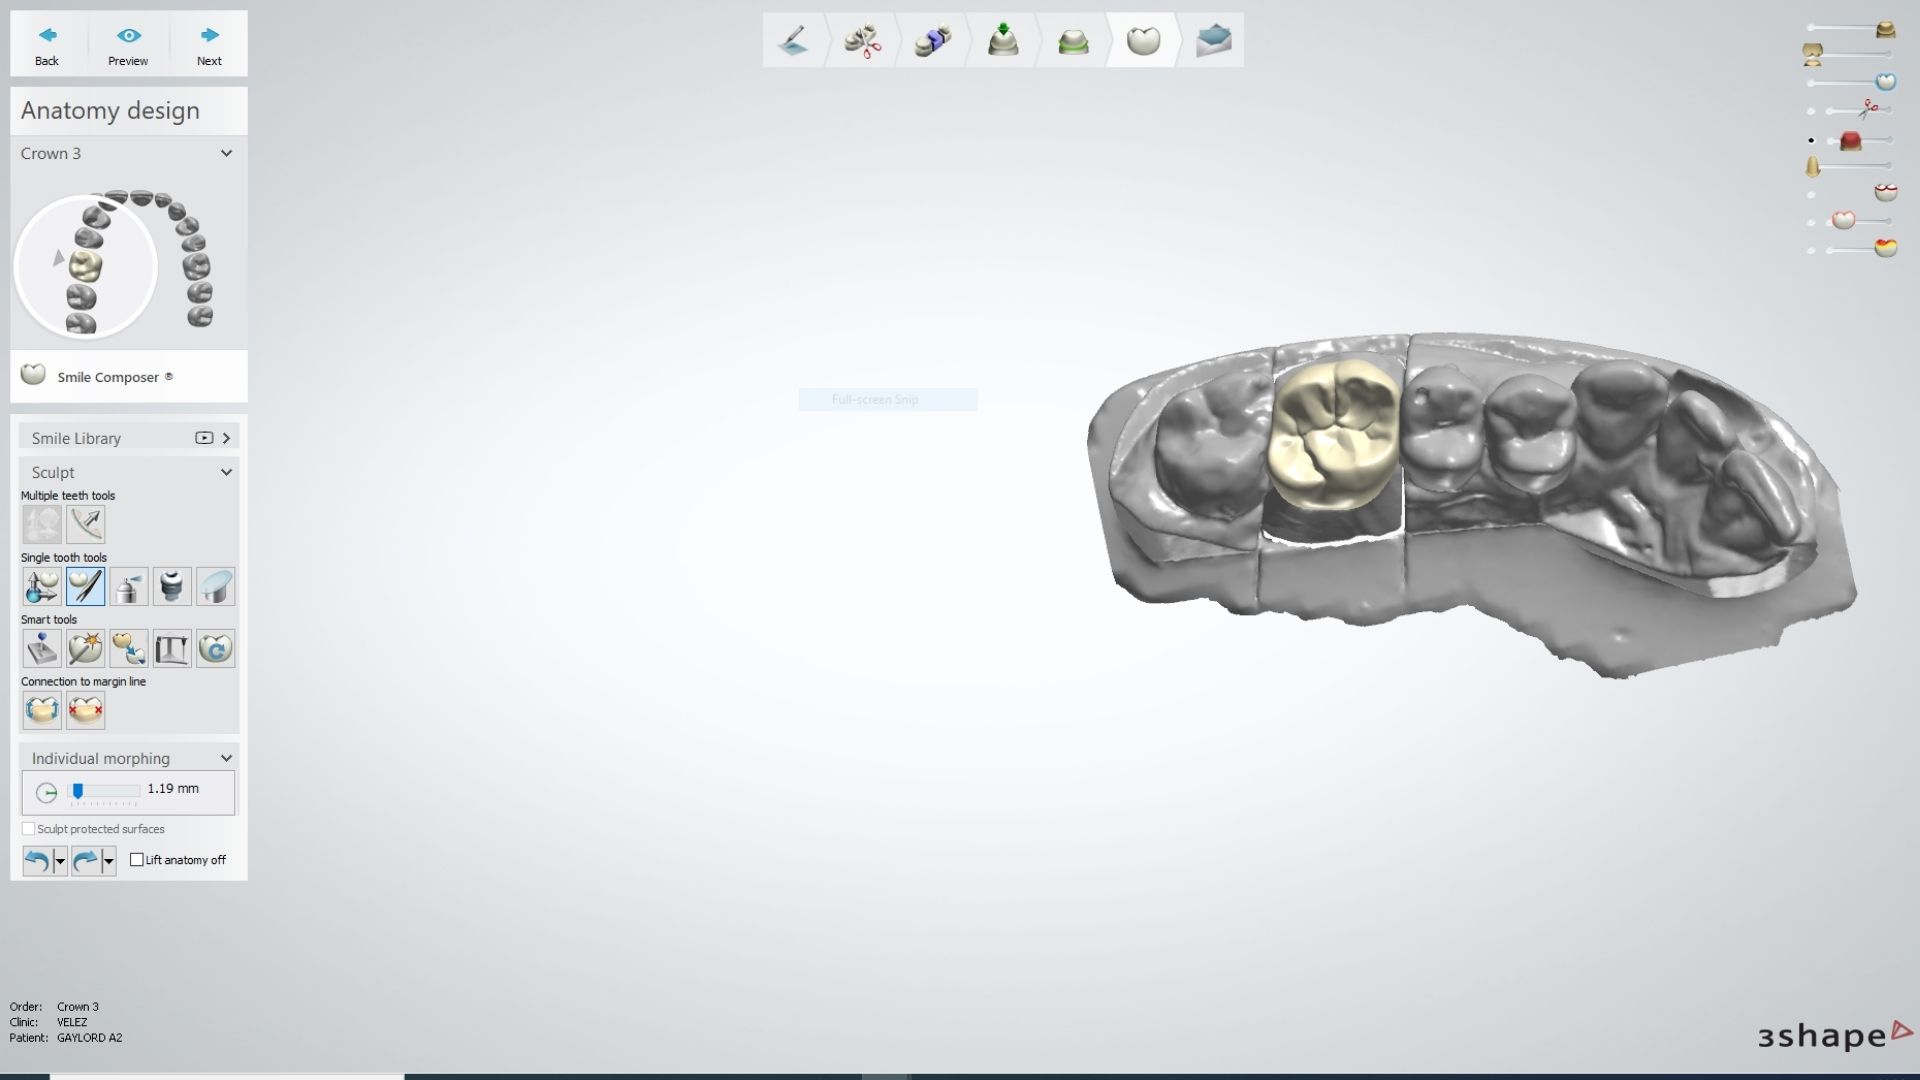 Back
Preview
Next
Anatomy design
Crown 3
Smile Composer ®
Full-screen Snip
Smile Library
Sculpt
Multiple teeth tools
Single tooth tools
Smart tools
Connection to margin line
Individual morphing
1.19 mm
Sculpt protected surfaces
Lift anatomy off
Order: Crown 3
Clinic: VELEZ
Patient: GAYLORD A2
3shape